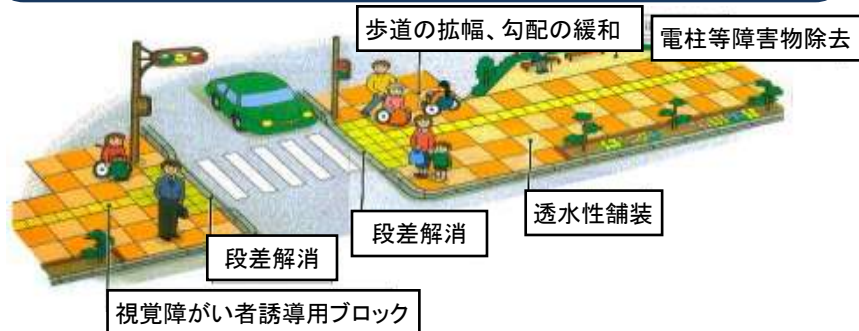 歩道の拡幅、勾配の緩和
電柱等障害物除去
透水性舗装
段差解消
段差解消
視覚障がい者誘導用ブロック